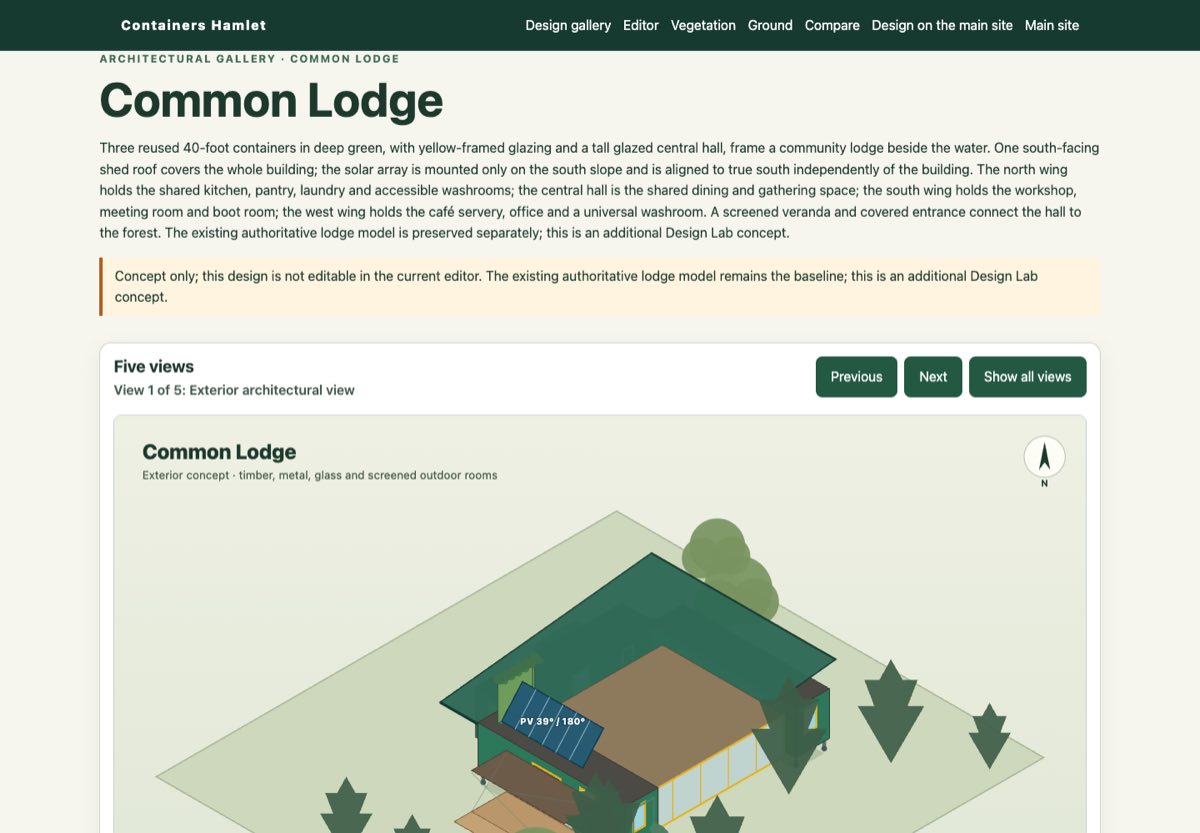 Containers Hamlet
Design gallery Editor Vegetation Ground Compare Design on the main site Main site
ARCHITECTURAL GALLERY · COMMON LODGE
Common Lodge
Three reused 40-foot containers in deep green, with yellow-framed glazing and a tall glazed central hall, frame a community lodge beside the water. One south-facing
shed roof covers the whole building; the solar array is mounted only on the south slope and is aligned to true south independently of the building. The north wing
holds the shared kitchen, pantry, laundry and accessible washrooms; the central hall is the shared dining and gathering space; the south wing holds the workshop,
meeting room and boot room; the west wing holds the café servery, office and a universal washroom. A screened veranda and covered entrance connect the hall to
the forest. The existing authoritative lodge model is preserved separately; this is an additional Design Lab concept.
Concept only; this design is not editable in the current editor. The existing authoritative lodge model remains the baseline; this is an additional Design Lab
concept.
Five views
View 1 of 5: Exterior architectural view
Previous Next Show all views
Common Lodge
Exterior concept · timber, metal, glass and screened outdoor rooms
N
PV 39° / 180°